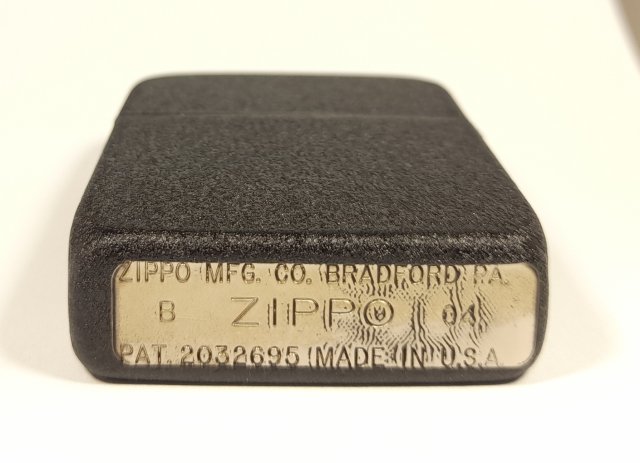 ZIPPO MFG. CO. BRADFORD, PA.
B ZIPPO 04
PAT. 2032695 MADE IN U.S.A